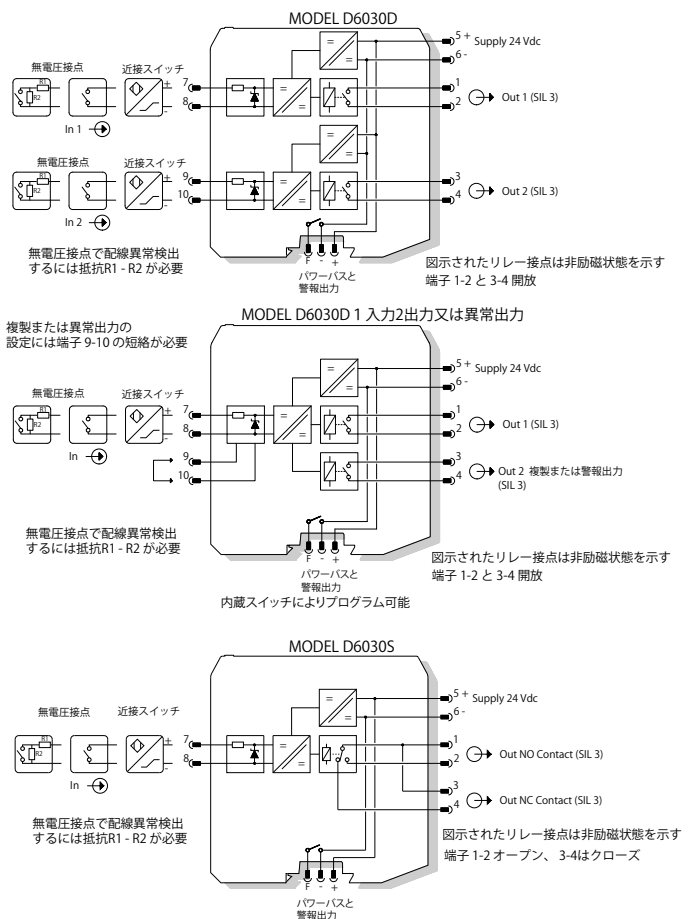 MODEL D6030D
5 + Supply 24 Vdc
6 -
無電圧接点
近接スイッチ
R1
R2
+
-
7
8
1
2
Out 1 (SIL 3)
In 1
無電圧接点
近接スイッチ
R1
R2
+
-
9
10
3
4
Out 2 (SIL 3)
In 2
無電圧接点で配線異常検出
するには抵抗R1 - R2 が必要
F - +
パワーバスと
警報出力
図示されたリレー接点は非励磁状態を示す
端子 1-2 と 3-4 開放
MODEL D6030D 1 入力2出力又は異常出力
複製または異常出力の
設定には端子 9-10 の短絡が必要
5 + Supply 24 Vdc
6 -
無電圧接点
近接スイッチ
R1
R2
+
-
7
8
1
2
Out 1 (SIL 3)
In
9
10
3
4
Out 2 複製または警報出力
(SIL 3)
無電圧接点で配線異常検出
するには抵抗R1 - R2 が必要
F - +
パワーバスと
警報出力
内蔵スイッチによりプログラム可能
図示されたリレー接点は非励磁状態を示す
端子 1-2 と 3-4 開放
MODEL D6030S
5 + Supply 24 Vdc
6 -
無電圧接点
近接スイッチ
R1
R2
+
-
7
8
1
2
Out NO Contact (SIL 3)
In
3
4
Out NC Contact (SIL 3)
無電圧接点で配線異常検出
するには抵抗R1 - R2 が必要
F - +
パワーバスと
警報出力
図示されたリレー接点は非励磁状態を示す
端子 1-2 オープン、 3-4はクローズ